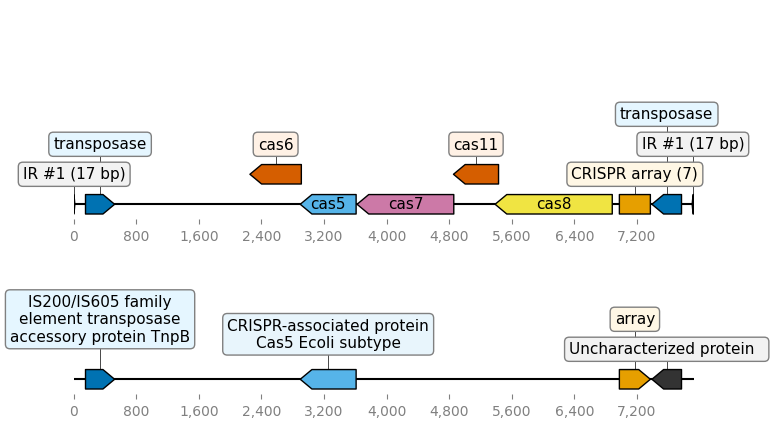 transposase
transposase
cas6
cas11
IR #1 (17 bp)
IR #1 (17 bp)
CRISPR array (7)
cas5
cas7
cas8
0
800
1,600
2,400
3,200
4,000
4,800
5,600
6,400
7,200
IS200/IS605 family
element transposase
accessory protein TnpB
CRISPR-associated protein
Cas5 Ecoli subtype
array
Uncharacterized protein
0
800
1,600
2,400
3,200
4,000
4,800
5,600
6,400
7,200